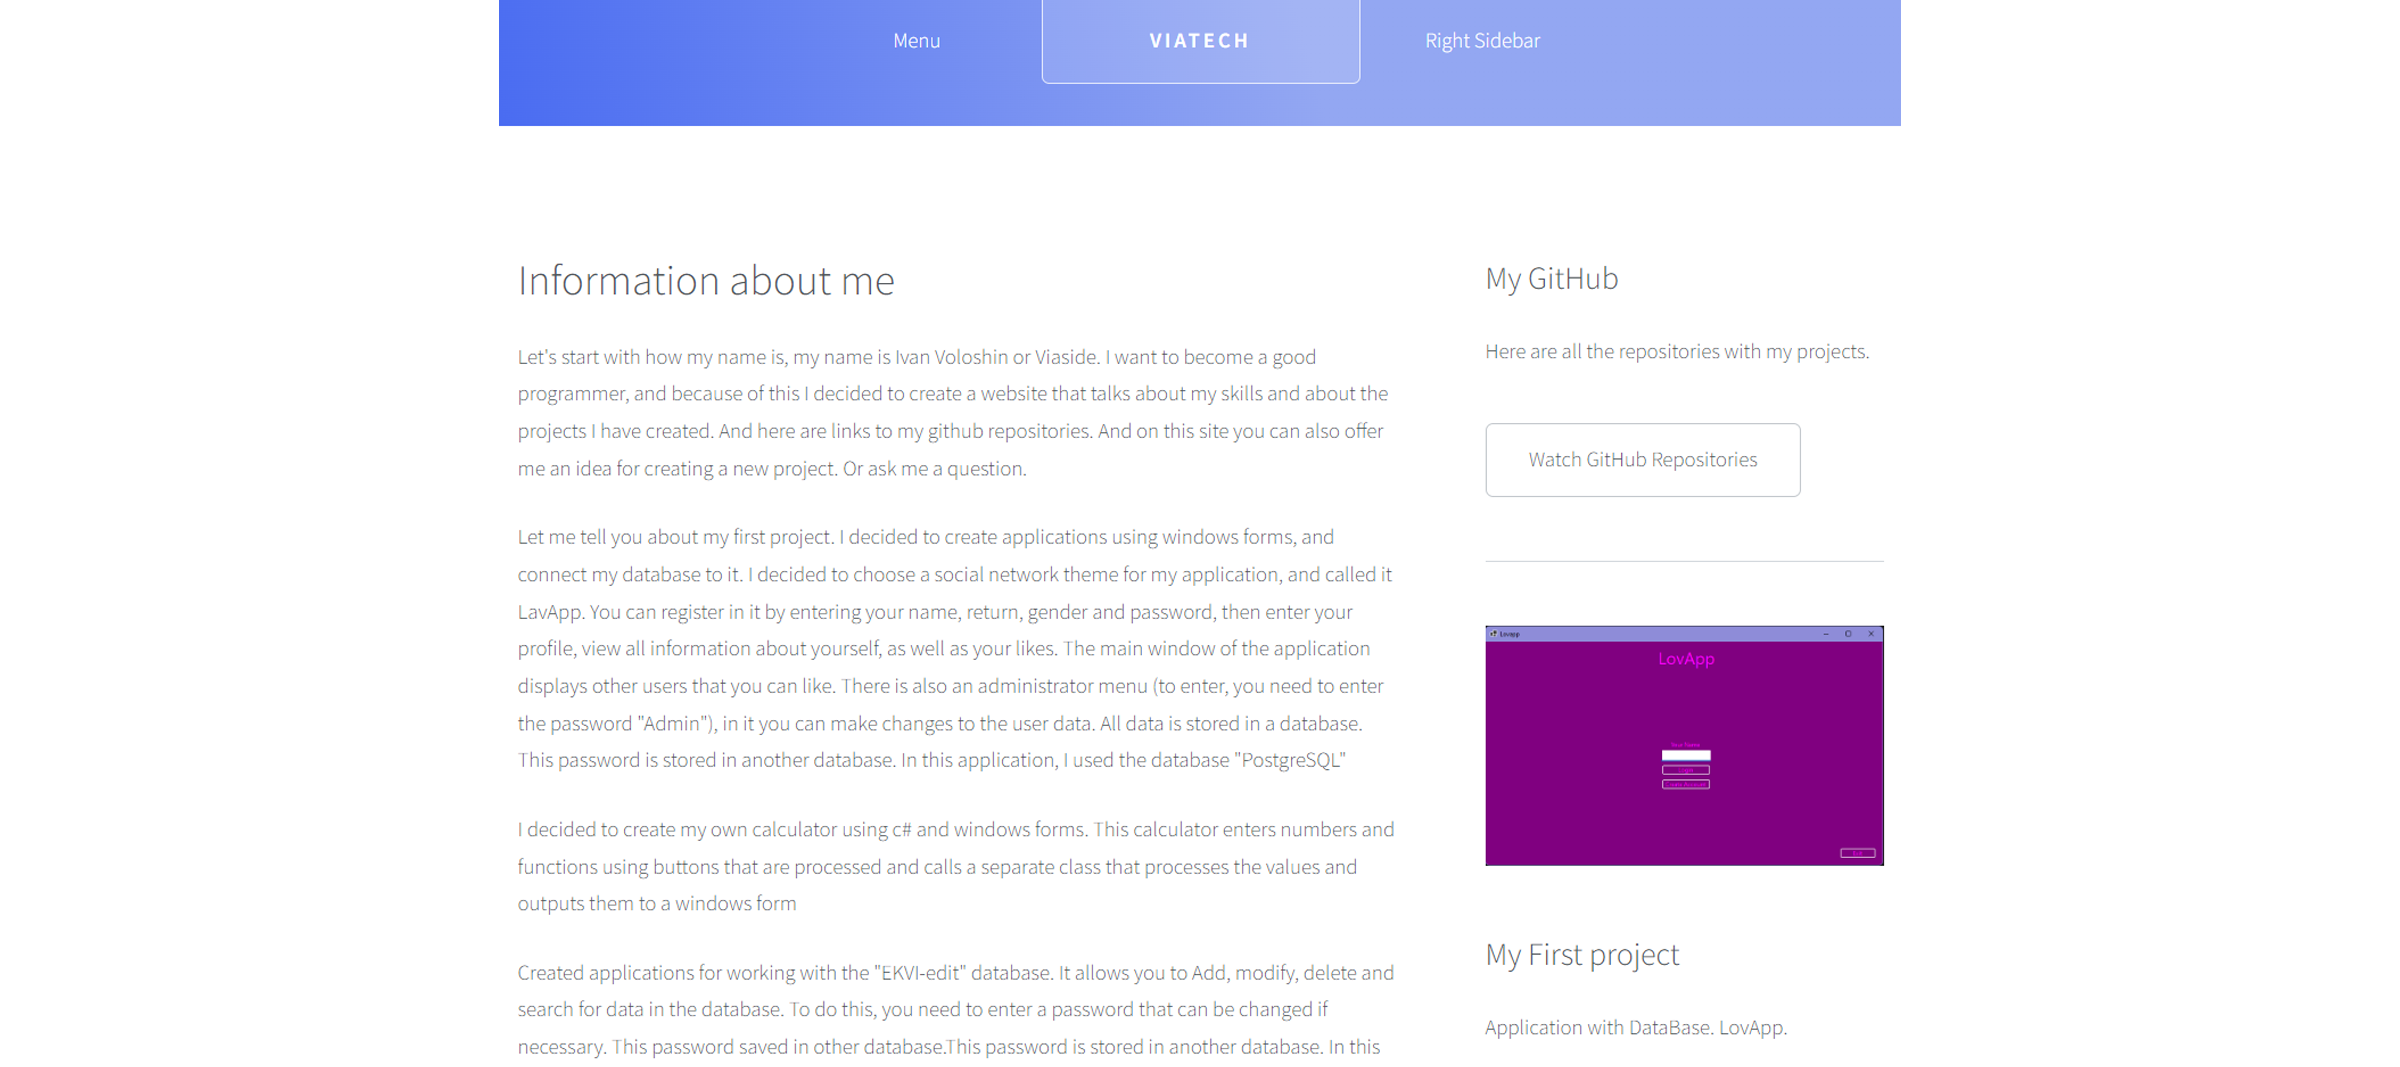 Menu
VIATECH
Right Sidebar
Information about me
Let's start with how my name is, my name is Ivan Voloshin or Viaside. I want to become a good
programmer, and because of this I decided to create a website that talks about my skills and about the
projects I have created. And here are links to my github repositories. And on this site you can also offer
me an idea for creating a new project. Or ask me a question.
Let me tell you about my first project. I decided to create applications using windows forms, and
connect my database to it. I decided to choose a social network theme for my application, and called it
LavApp. You can register in it by entering your name, return, gender and password, then enter your
profile, view all information about yourself, as well as your likes. The main window of the application
displays other users that you can like. There is also an administrator menu (to enter, you need to enter
the password "Admin"), in it you can make changes to the user data. All data is stored in a database.
This password is stored in another database. In this application, I used the database "PostgreSQL"
I decided to create my own calculator using c# and windows forms. This calculator enters numbers and
functions using buttons that are processed and calls a separate class that processes the values and
outputs them to a windows form
Created applications for working with the "EKVI-edit" database. It allows you to Add, modify, delete and
search for data in the database. To do this, you need to enter a password that can be changed if
necessary. This password saved in other database.This password is stored in another database. In this
My GitHub
Here are all the repositories with my projects.
Watch GitHub Repositories
Lovapp
LovApp
My First project
Application with DataBase. LovApp.